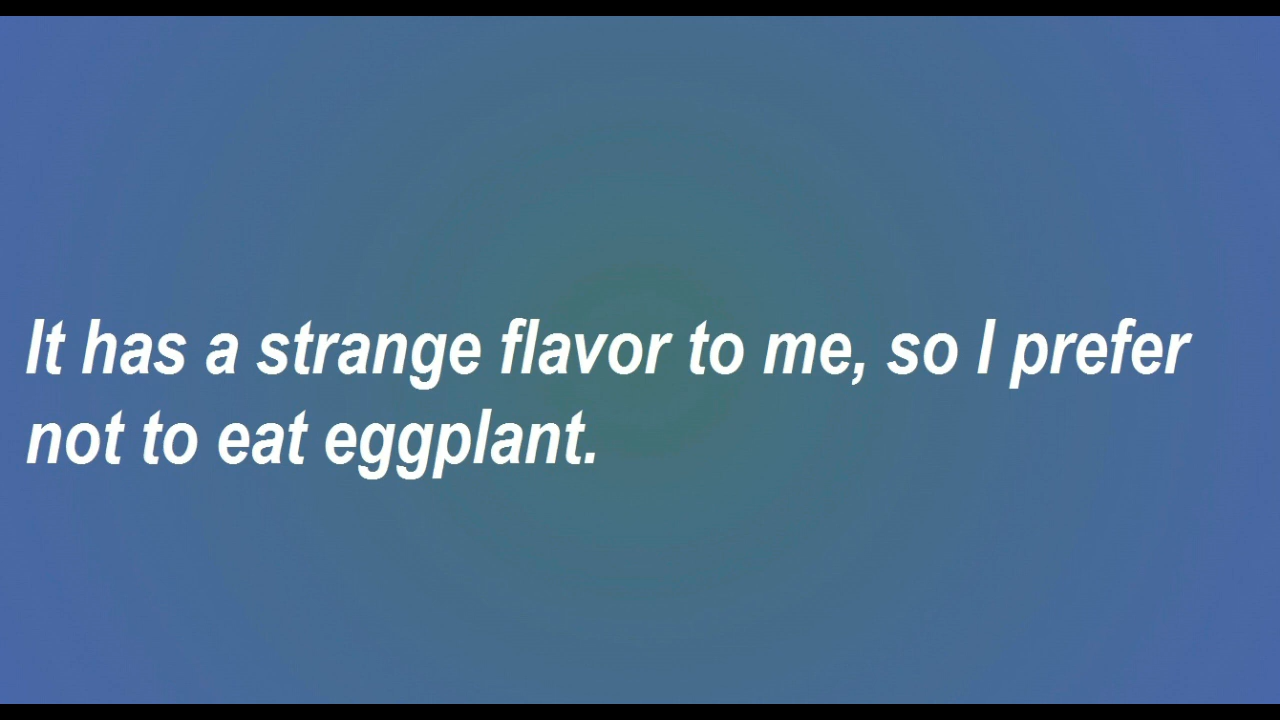 It has a strange flavor to me, so I prefer
not to eat eggplant.